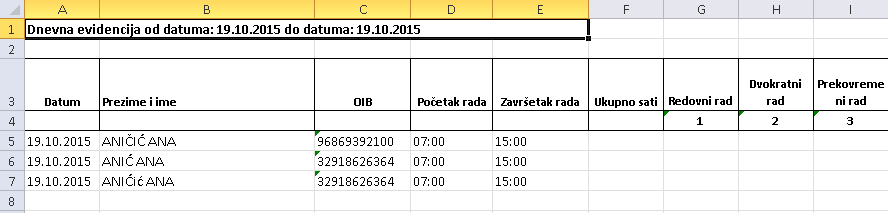 A B C D E F G H I
1 Dnevna evidencija od datuma: 19.10.2015 do datuma: 19.10.2015
2
3 Datum Prezime i ime OIB Početak rada Završetak rada Ukupno sati Redovni rad Dvokratni rad Prekovremeni rad
4 1 2 3
5 19.10.2015 ANIČIĆ ANA 96869392100 07:00 15:00
6 19.10.2015 ANIĆ ANA 32918626364 07:00 15:00
7 19.10.2015 ANIČić ANA 32918626364 07:00 15:00
8